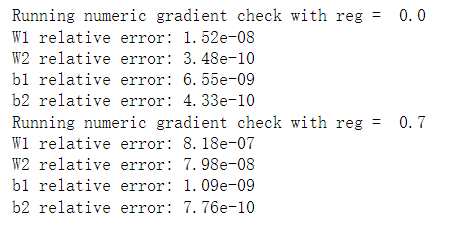 Running numeric gradient check with reg =  0.0
W1 relative error: 1.52e-08
W2 relative error: 3.48e-10
b1 relative error: 6.55e-09
b2 relative error: 4.33e-10
Running numeric gradient check with reg =  0.7
W1 relative error: 8.18e-07
W2 relative error: 7.98e-08
b1 relative error: 1.09e-09
b2 relative error: 7.76e-10